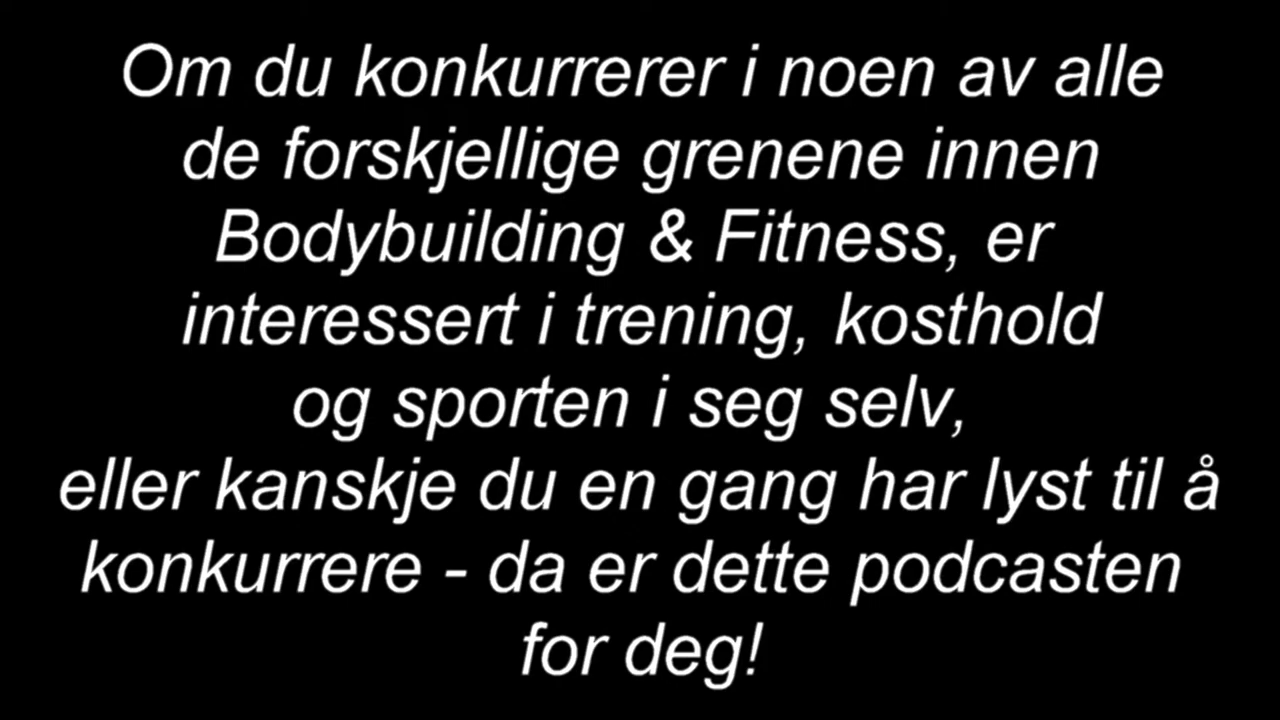 Om du konkurrerer i noen av alle
de forskjellige grenene innen
Bodybuilding & Fitness, er
interessert i trening, kosthold
og sporten i seg selv,
eller kanskje du en gang har lyst til å
konkurrere - da er dette podcasten
for deg!